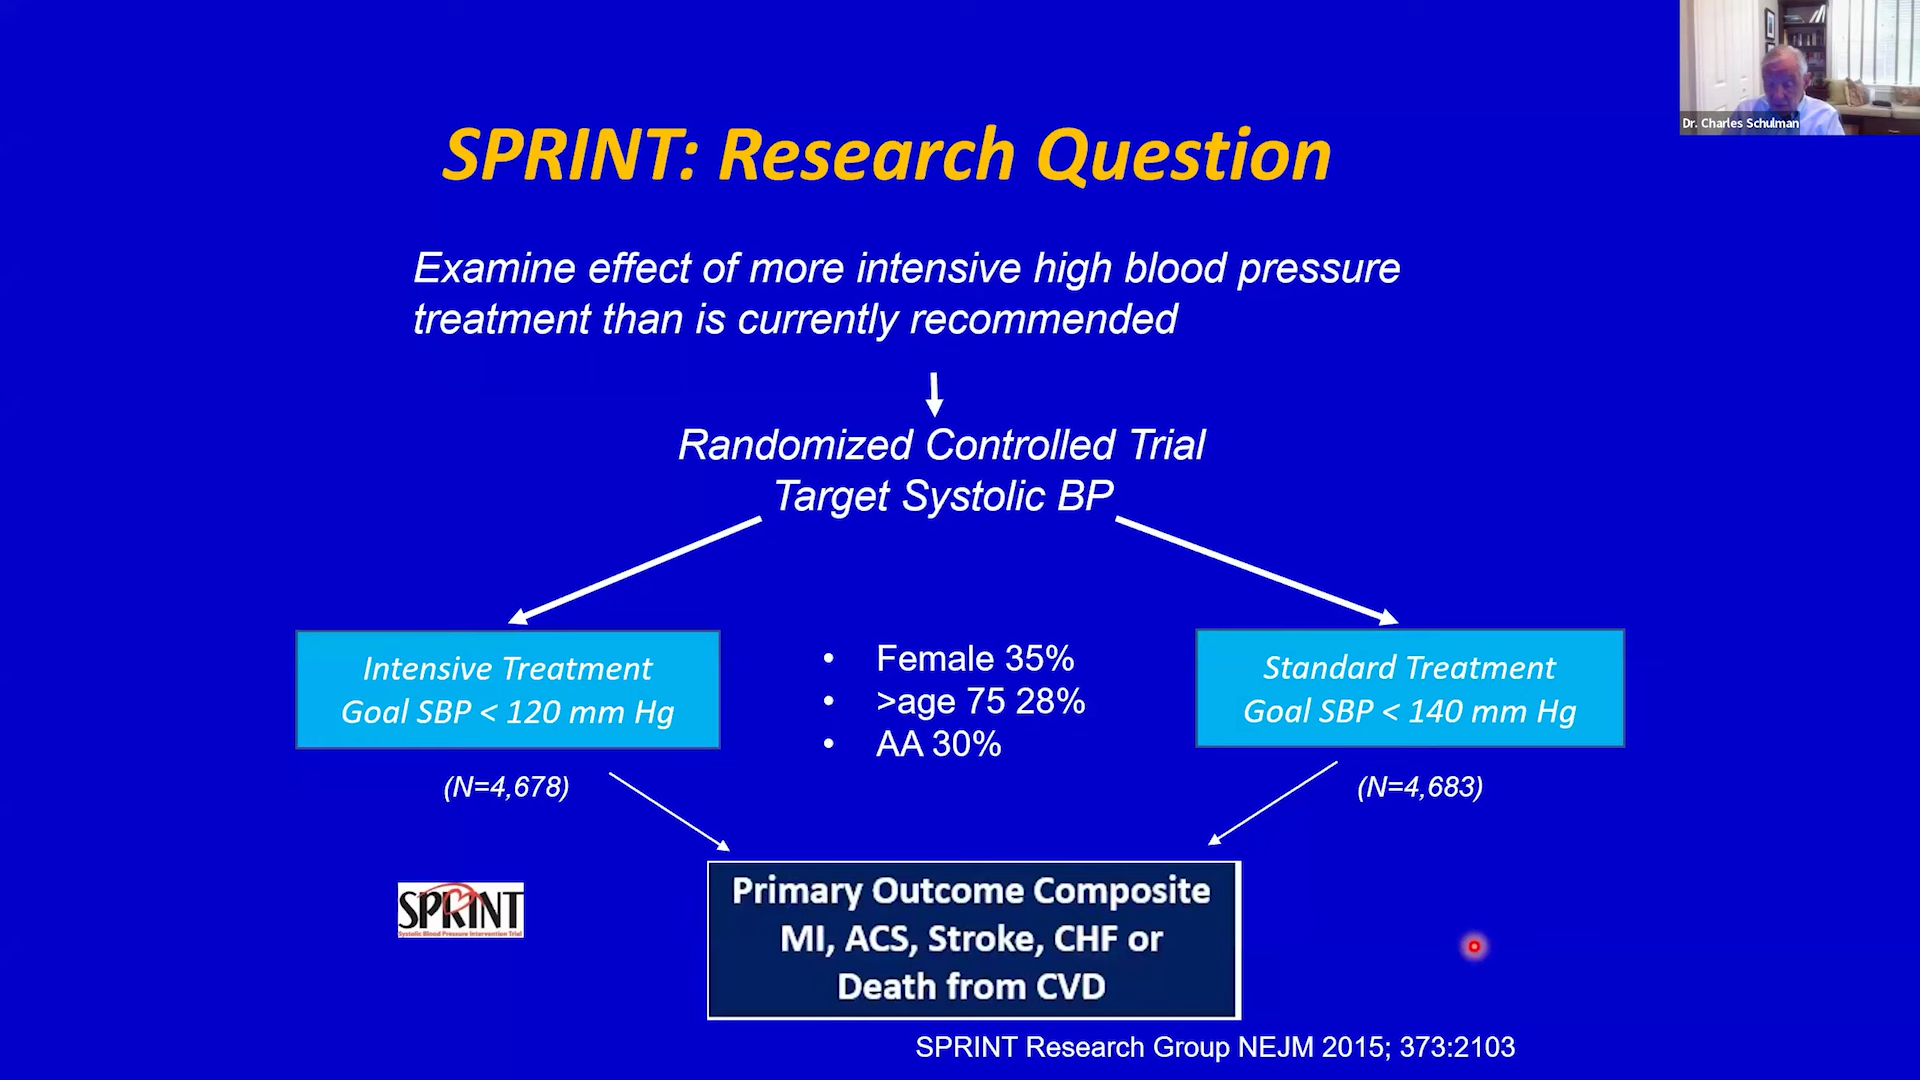 Dr. Charles Schulman
SPRINT: Research Question
Examine effect of more intensive high blood pressure
treatment than is currently recommended
Randomized Controlled Trial
Target Systolic BP
Intensive Treatment
Goal SBP < 120 mm Hg
(N=4,678)
• Female 35%
• >age 75 28%
• AA 30%
Standard Treatment
Goal SBP < 140 mm Hg
(N=4,683)
SPRINT
Systolic Blood Pressure Intervention Trial
Primary Outcome Composite
MI, ACS, Stroke, CHF or
Death from CVD
SPRINT Research Group NEJM 2015; 373:2103